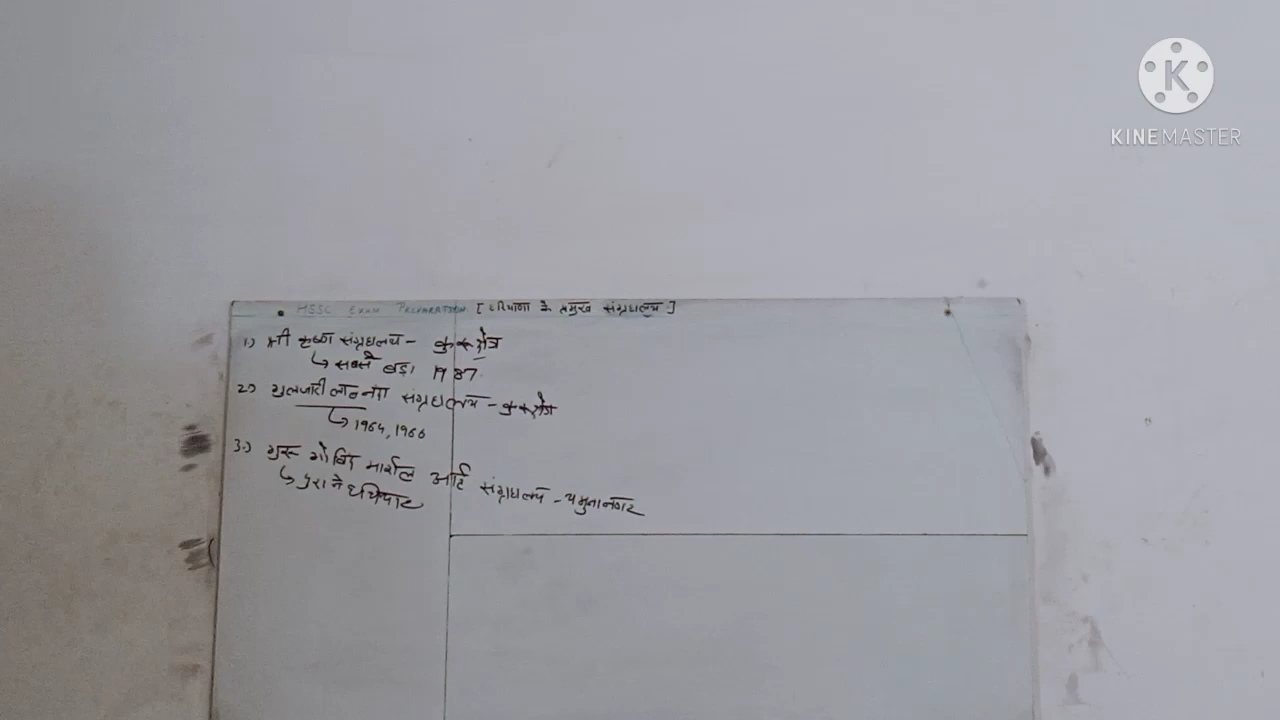 K
KINEMASTER
HSSC EXAM PREPARATION [हरियाणा के प्रमुख संग्रहालय]
1.) श्री कृष्ण संग्रहालय - कुरुक्षेत्र
↳ सबसे बड़ा 1987
2.) गुलजारी लाल नन्दा संग्रहालय - कुरुक्षेत्र
↳ 1964, 1966
3.) गुरु गोबिंद मार्शल आर्ट संग्रहालय - यमुनानगर
↳ पुराने हथियार